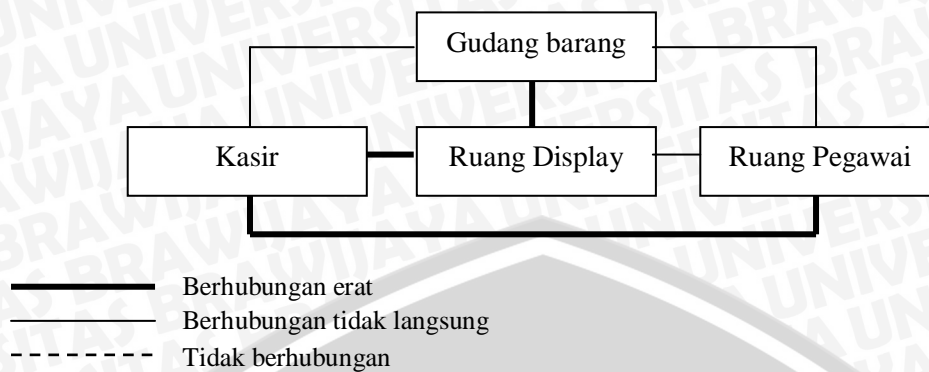 Gudang barang
Kasir
Ruang Display
Ruang Pegawai
Berhubungan erat
Berhubungan tidak langsung
Tidak berhubungan